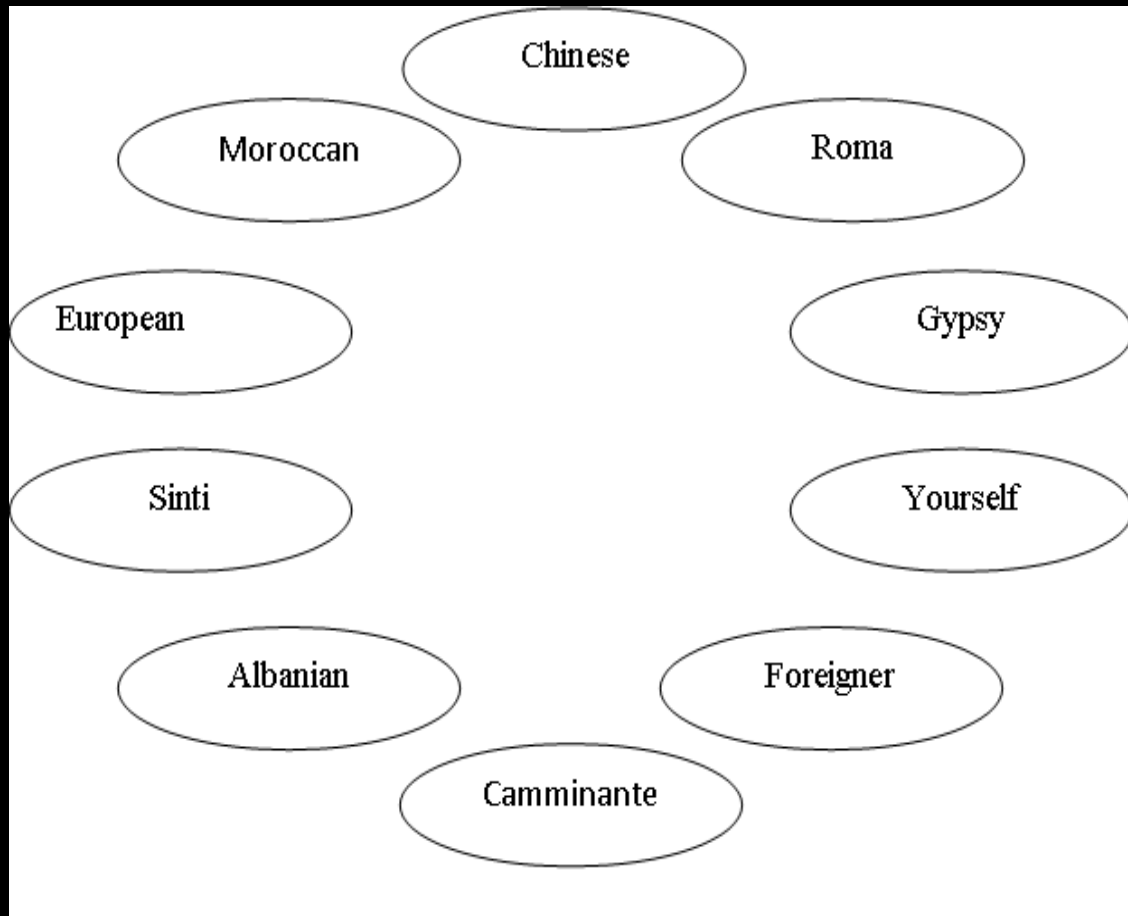 Chinese
Moroccan
Roma
European
Gypsy
Sinti
Yourself
Albanian
Foreigner
Camminante